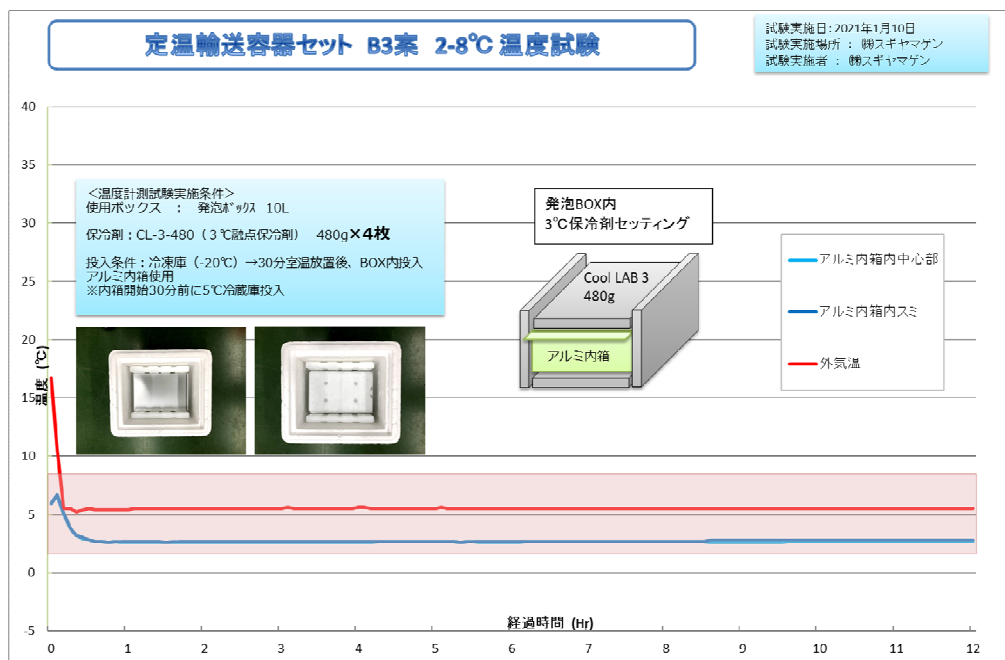 定温輸送容器セット B3案 2-8℃ 温度試験
試験実施日:2021年1月10日
試験実施場所 : ㈱スギヤマゲン
試験実施者 : ㈱スギヤマゲン
<温度計測試験実施条件>
使用ボックス : 発泡ボックス 10L
保冷剤:CL-3-480 (3℃融点保冷剤) 480g×4枚
投入条件:冷凍庫(-20℃)→30分室温放置後、BOX内投入
アルミ内箱使用
※内箱開始30分前に5℃冷蔵庫投入
発泡BOX内
3℃保冷剤セッティング
Cool LAB 3
480g
アルミ内箱
アルミ内箱内中心部
アルミ内箱内スミ
外気温
温度 (℃)
40
35
30
25
20
15
10
5
0
-5
経過時間 (Hr)
0 1 2 3 4 5 6 7 8 9 10 11 12